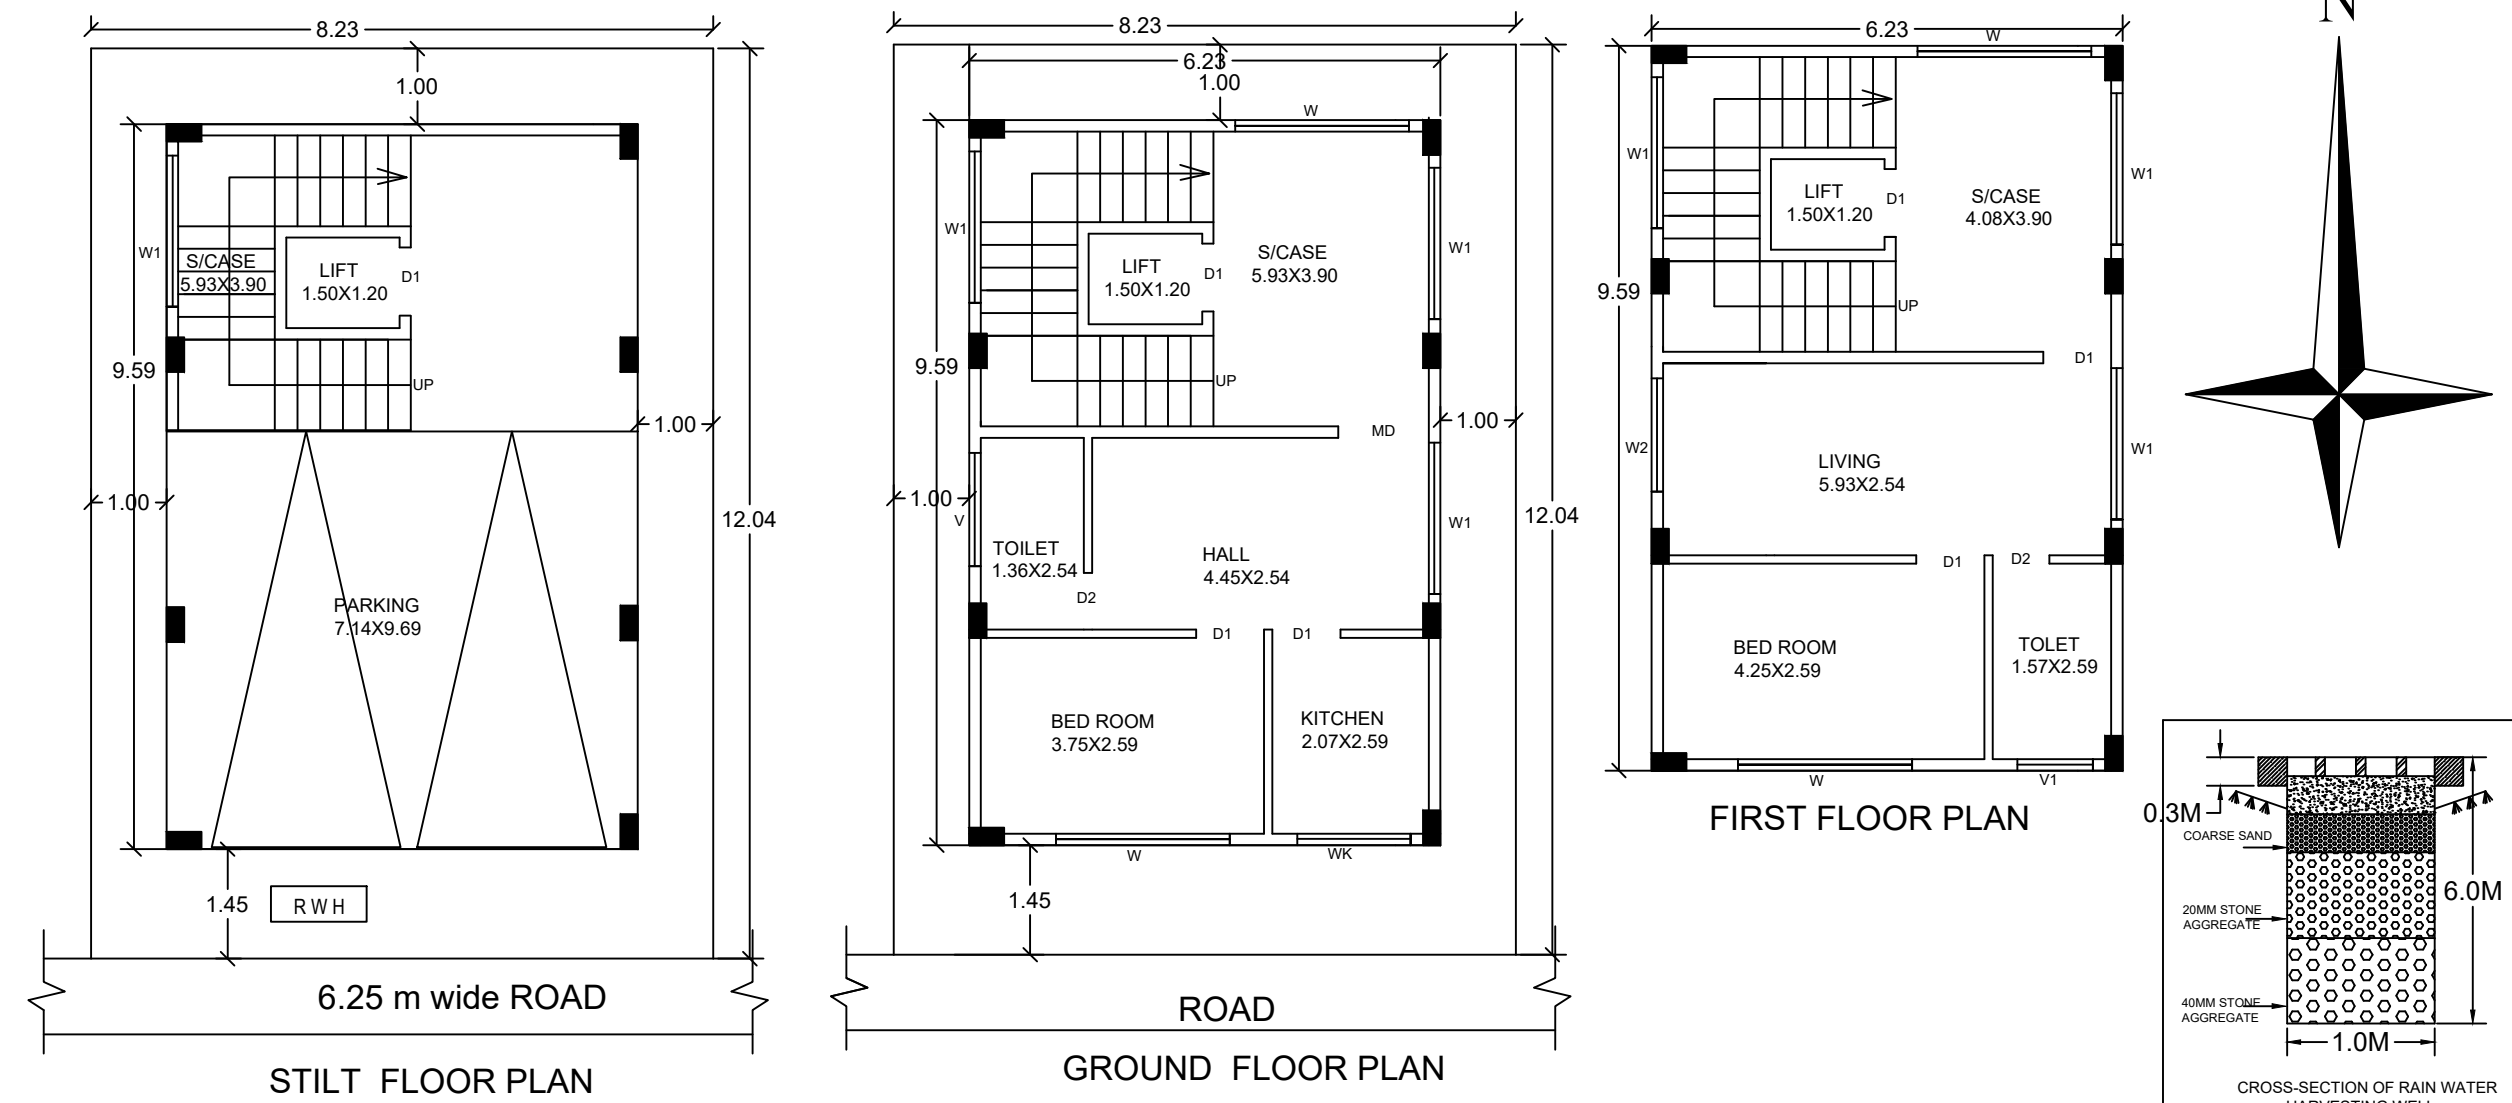 8.23
1.00
W1
S/CASE
5.93X3.90
LIFT
1.50X1.20
D1
9.59
UP
1.00
1.00
12.04
PARKING
7.14X9.69
1.45
RWH
6.25 m wide ROAD
STILT FLOOR PLAN
8.23
6.23
1.00
W
W1
LIFT
1.50X1.20
D1
S/CASE
5.93X3.90
W1
9.59
UP
MD
1.00
1.00
V
12.04
W1
TOILET
1.36X2.54
HALL
4.45X2.54
D2
D1
D1
BED ROOM
3.75X2.59
KITCHEN
2.07X2.59
W
WK
1.45
ROAD
GROUND FLOOR PLAN
6.23
W
W1
W1
LIFT
1.50X1.20
D1
S/CASE
4.08X3.90
9.59
UP
D1
W2
W1
LIVING
5.93X2.54
D1
D2
BED ROOM
4.25X2.59
TOLET
1.57X2.59
W
V1
FIRST FLOOR PLAN
N
0.3M
COARSE SAND
6.0M
20MM STONE
AGGREGATE
40MM STONE
AGGREGATE
1.0M
CROSS-SECTION OF RAIN WATER
HARVESTING WELL